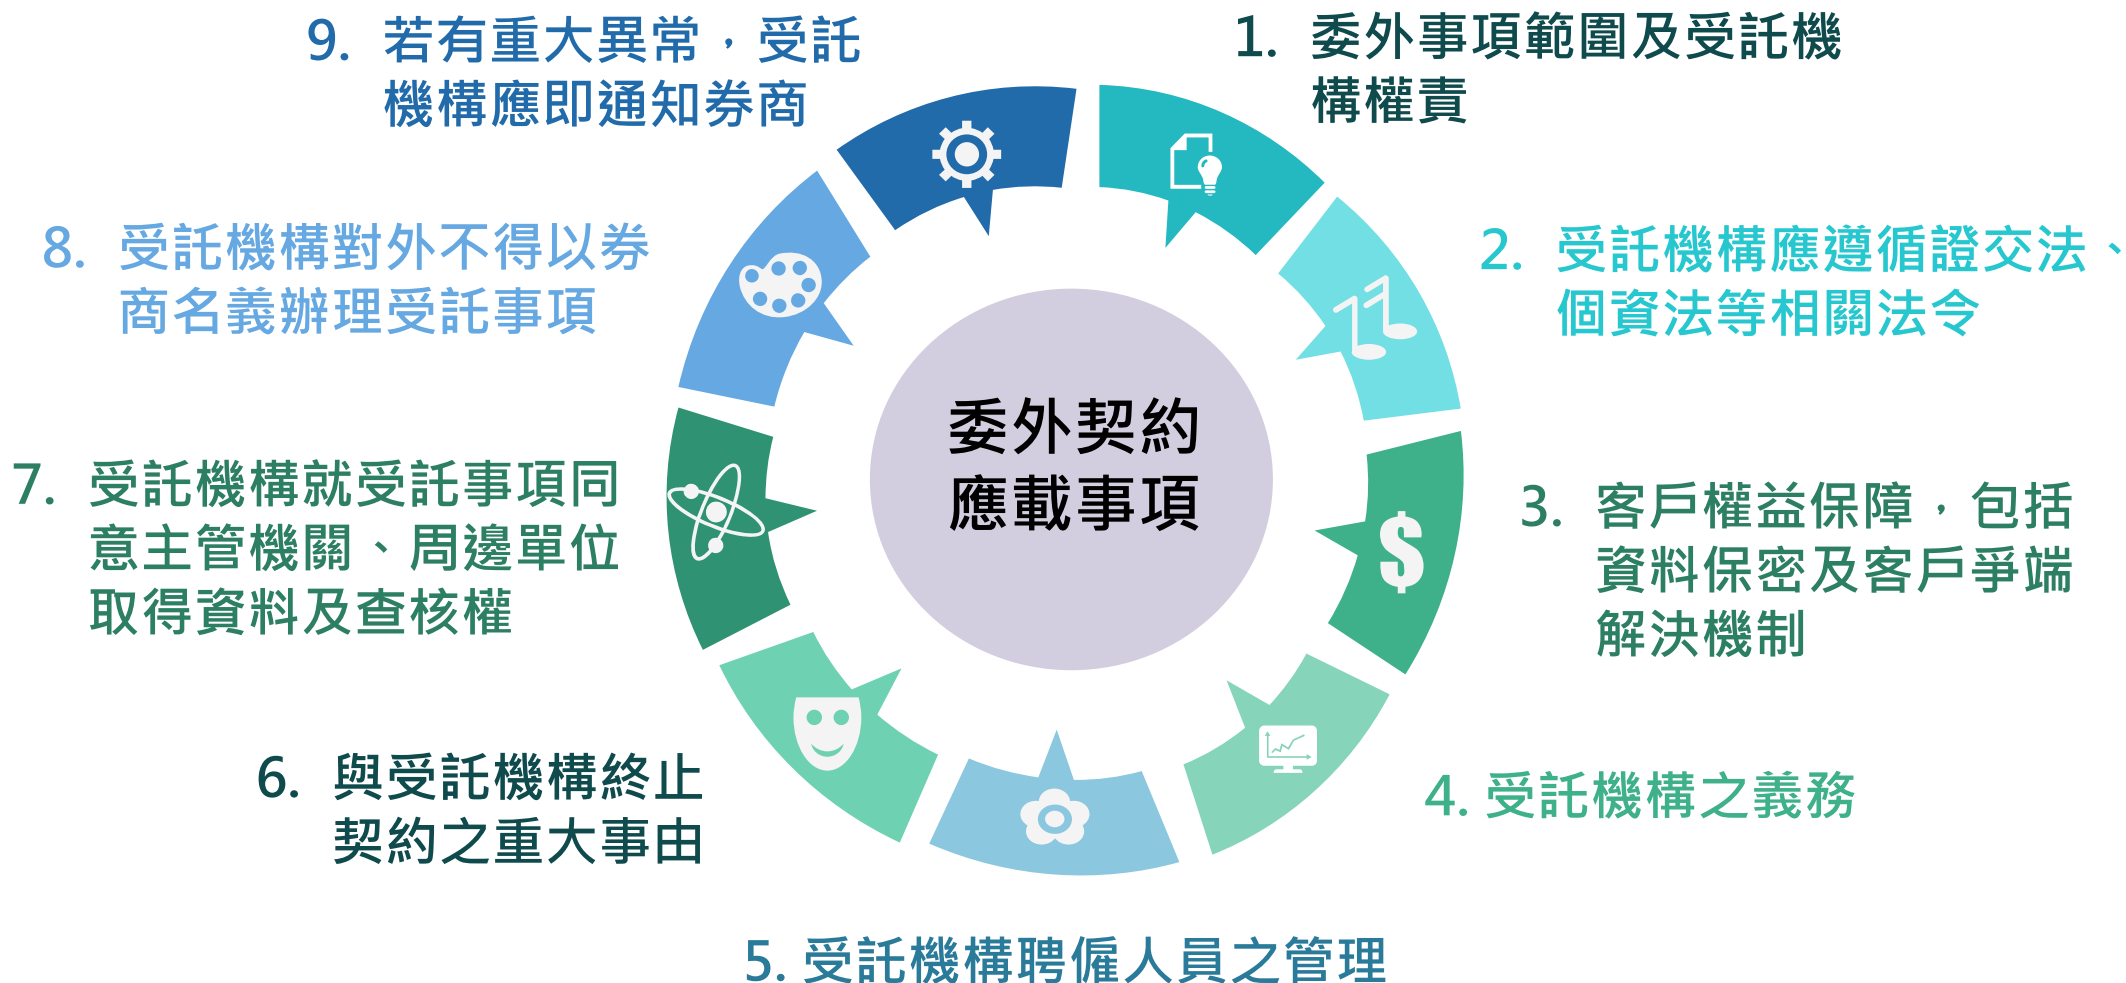 委外契約
應載事項
1. 委外事項範圍及受託機
構權責
2. 受託機構應遵循證交法、
個資法等相關法令
3. 客戶權益保障，包括
資料保密及客戶爭端
解決機制
4. 受託機構之義務
5. 受託機構聘僱人員之管理
6. 與受託機構終止
契約之重大事由
7. 受託機構就受託事項同
意主管機關、周邊單位
取得資料及查核權
8. 受託機構對外不得以券
商名義辦理受託事項
9. 若有重大異常，受託
機構應即通知券商